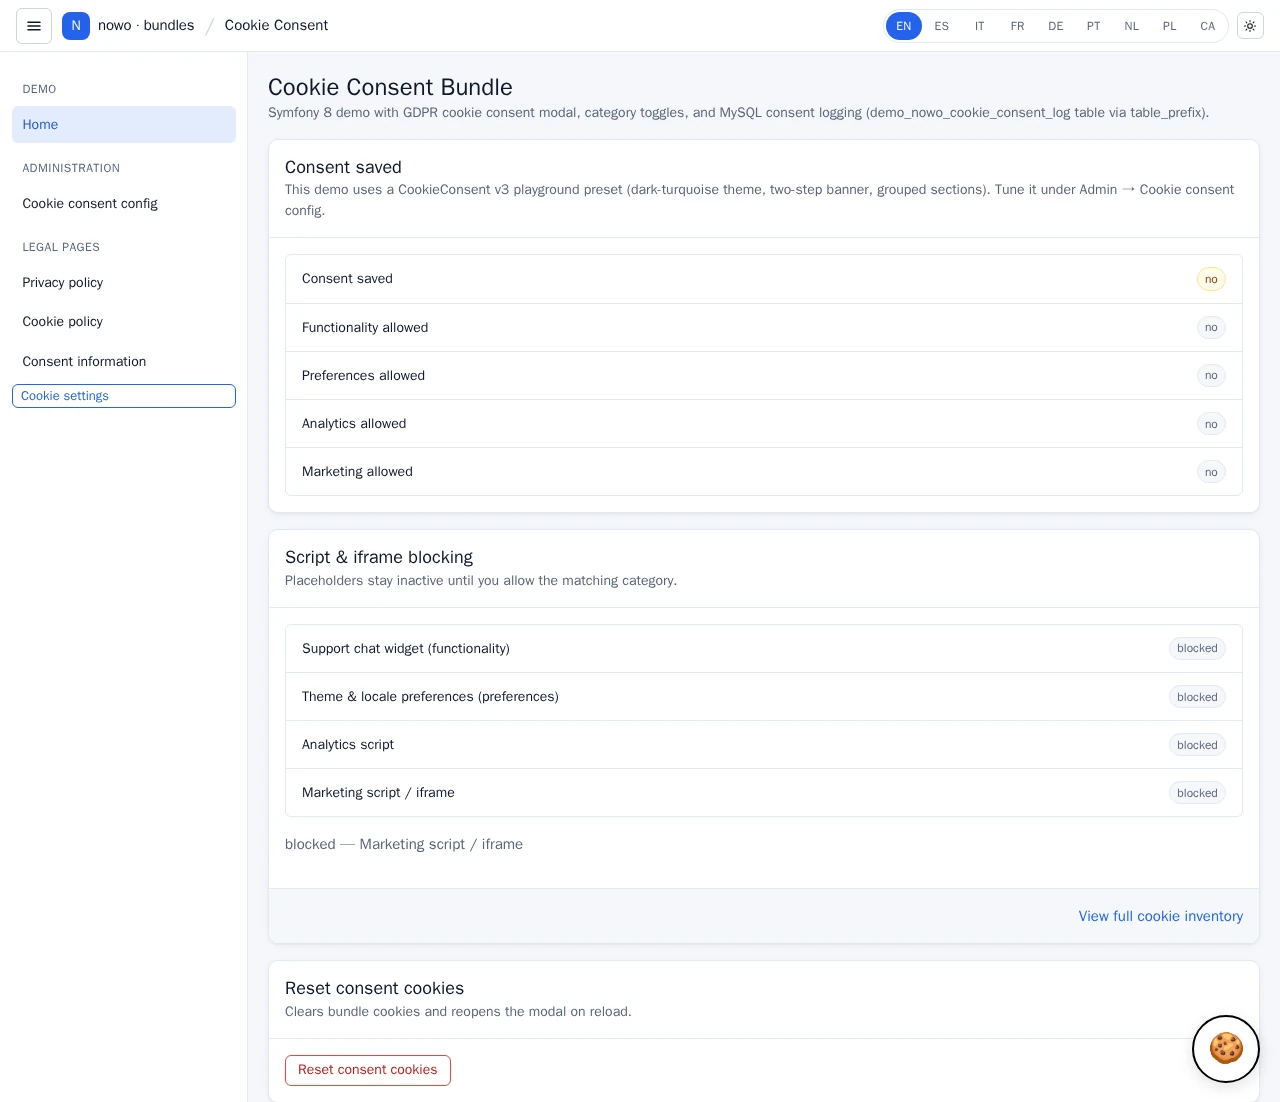 N nowo · bundles / Cookie Consent
EN ES IT FR DE PT NL PL CA
DEMO
Home
ADMINISTRATION
Cookie consent config
LEGAL PAGES
Privacy policy
Cookie policy
Consent information
Cookie settings
Cookie Consent Bundle
Symfony 8 demo with GDPR cookie consent modal, category toggles, and MySQL consent logging (demo_nowo_cookie_consent_log table via table_prefix).
Consent saved
This demo uses a CookieConsent v3 playground preset (dark-turquoise theme, two-step banner, grouped sections). Tune it under Admin → Cookie consent
config.
Consent saved no
Functionality allowed no
Preferences allowed no
Analytics allowed no
Marketing allowed no
Script & iframe blocking
Placeholders stay inactive until you allow the matching category.
Support chat widget (functionality) blocked
Theme & locale preferences (preferences) blocked
Analytics script blocked
Marketing script / iframe blocked
blocked — Marketing script / iframe
View full cookie inventory
Reset consent cookies
Clears bundle cookies and reopens the modal on reload.
Reset consent cookies